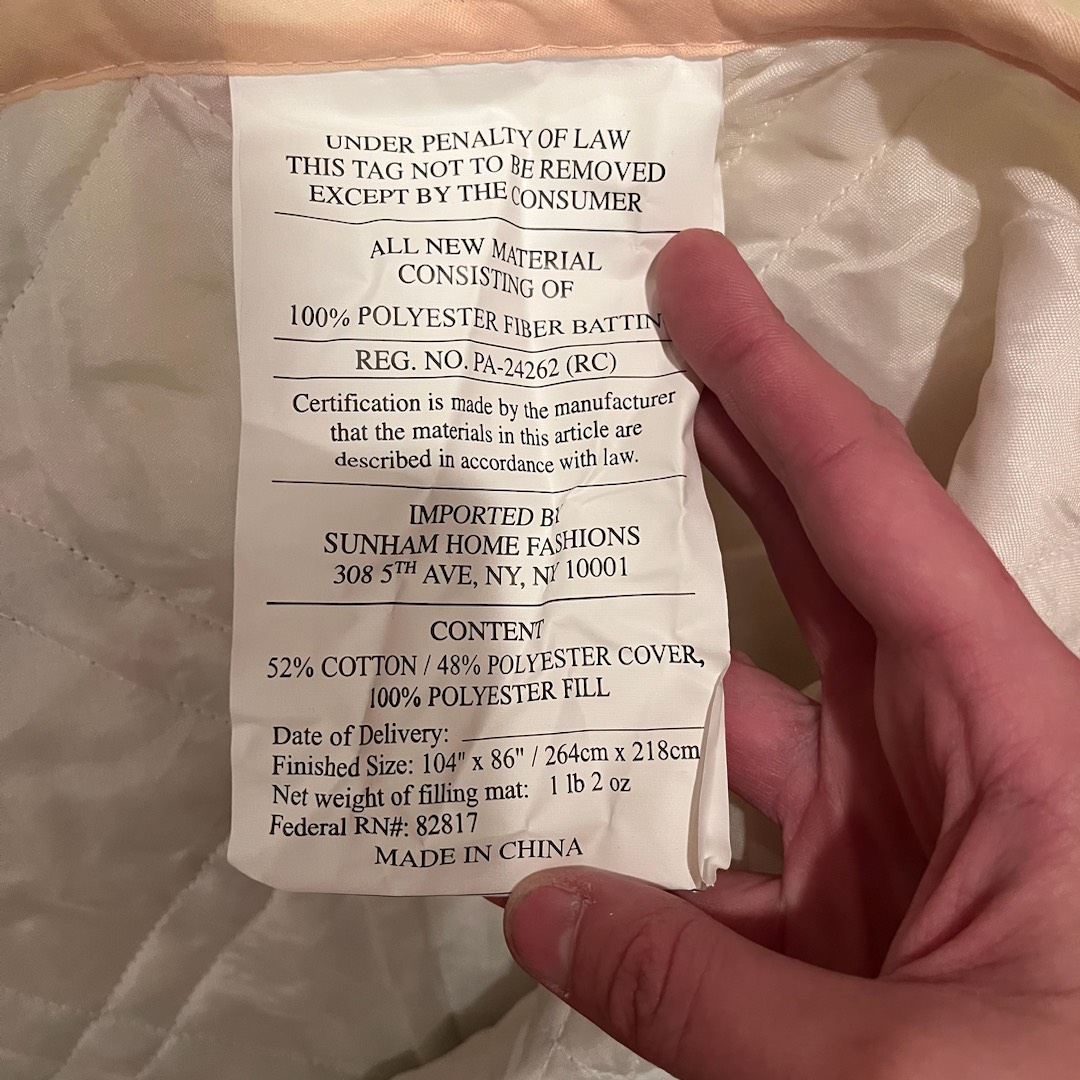 UNDER PENALTY OF LAW
THIS TAG NOT TO BE REMOVED
EXCEPT BY THE CONSUMER
ALL NEW MATERIAL
CONSISTING OF
100% POLYESTER FIBER BATTIN
REG. NO. PA-24262 (RC)
Certification is made by the manufacturer
that the materials in this article are
described in accordance with law.
IMPORTED BY
SUNHAM HOME FASHIONS
308 5TH AVE, NY, NY 10001
CONTENT
52% COTTON / 48% POLYESTER COVER,
100% POLYESTER FILL
Date of Delivery:
Finished Size: 104" x 86" / 264cm x 218cm
Net weight of filling mat: 1 lb 2 oz
Federal RN#: 82817
MADE IN CHINA